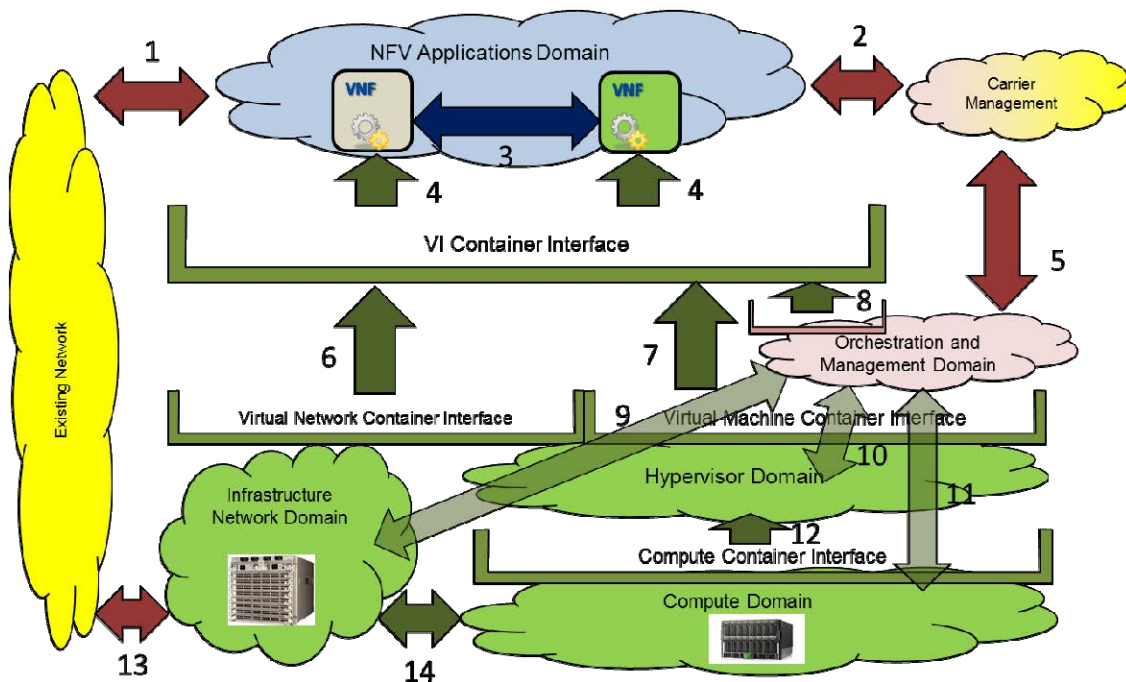 1
2
NFV Applications Domain
VNF
VNF
Carrier
Management
3
4
4
VI Container Interface
5
8
6
7
Orchestration and
Management Domain
Existing Network
Virtual Network Container Interface
9
Virtual Machine Container Interface
10
Hypervisor Domain
11
Infrastructure
Network Domain
12
Compute Container Interface
Compute Domain
13
14